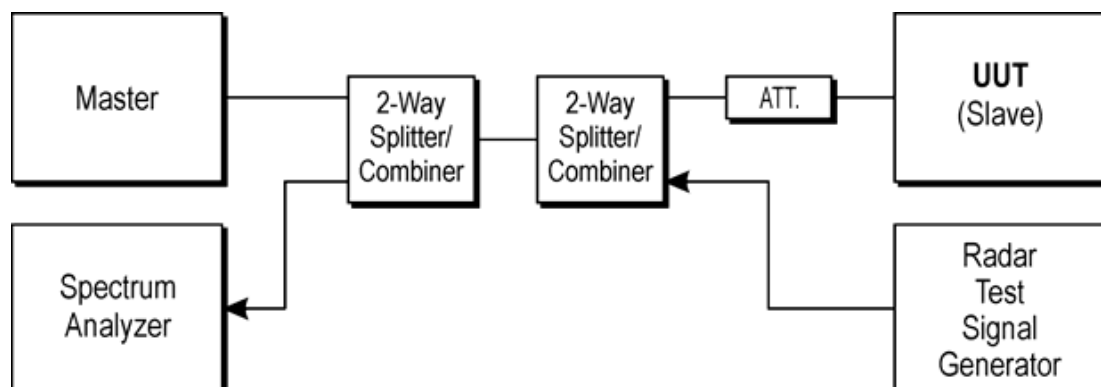 Master
2-Way
Splitter/
Combiner
2-Way
Splitter/
Combiner
ATT.
UUT
(Slave)
Spectrum
Analyzer
Radar
Test
Signal
Generator